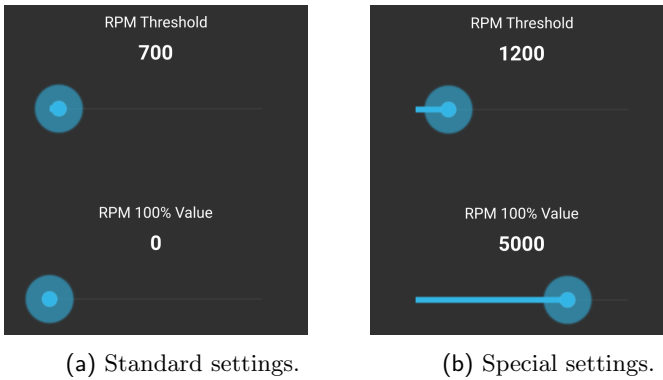 RPM Threshold
700
RPM 100% Value
0
(a) Standard settings.
RPM Threshold
1200
RPM 100% Value
5000
(b) Special settings.